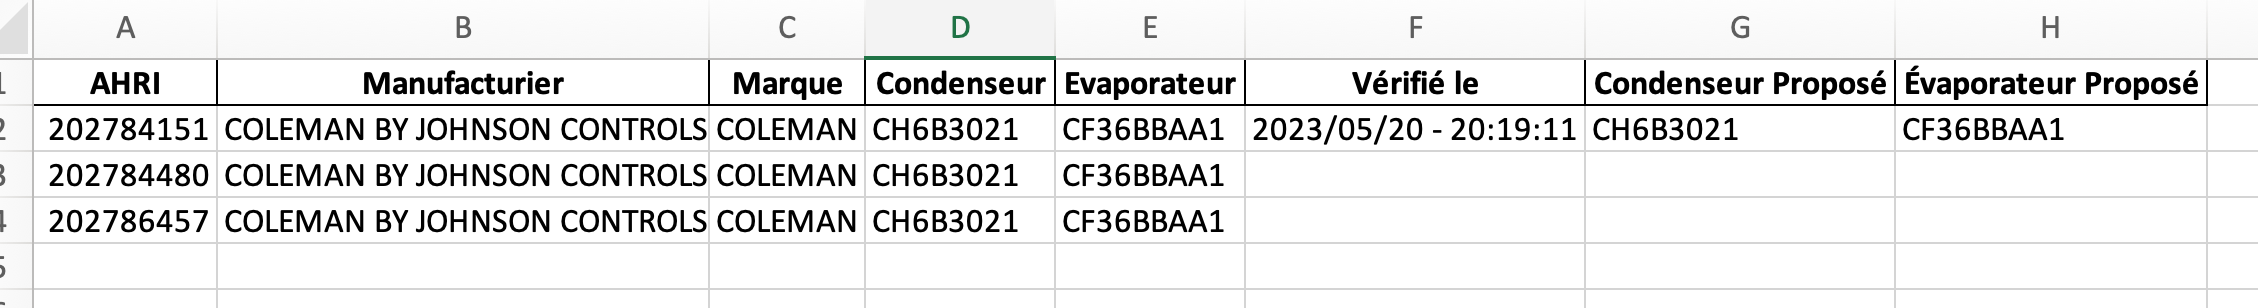 A B C D E F G H
1 AHRI Manufacturier Marque Condenseur Evaporateur Vérifié le Condenseur Proposé Évaporateur Proposé
2 202784151 COLEMAN BY JOHNSON CONTROLS COLEMAN CH6B3021 CF36BBAA1 2023/05/20 - 20:19:11 CH6B3021 CF36BBAA1
3 202784480 COLEMAN BY JOHNSON CONTROLS COLEMAN CH6B3021 CF36BBAA1
4 202786457 COLEMAN BY JOHNSON CONTROLS COLEMAN CH6B3021 CF36BBAA1
5